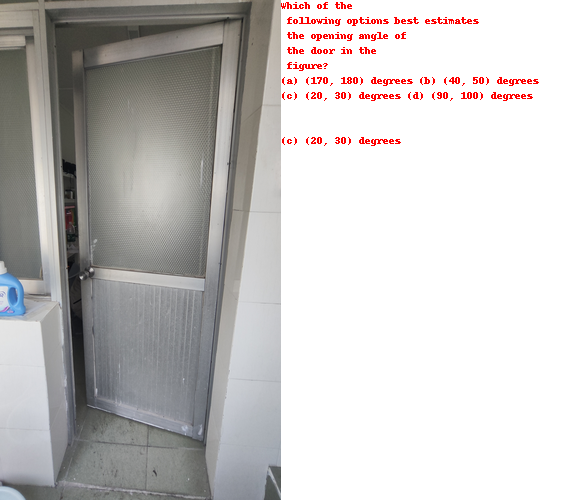 Which of the
following options best estimates
the opening angle of
the door in the
figure?
(a) (170, 180) degrees (b) (40, 50) degrees
(c) (20, 30) degrees (d) (90, 100) degrees
(c) (20, 30) degrees